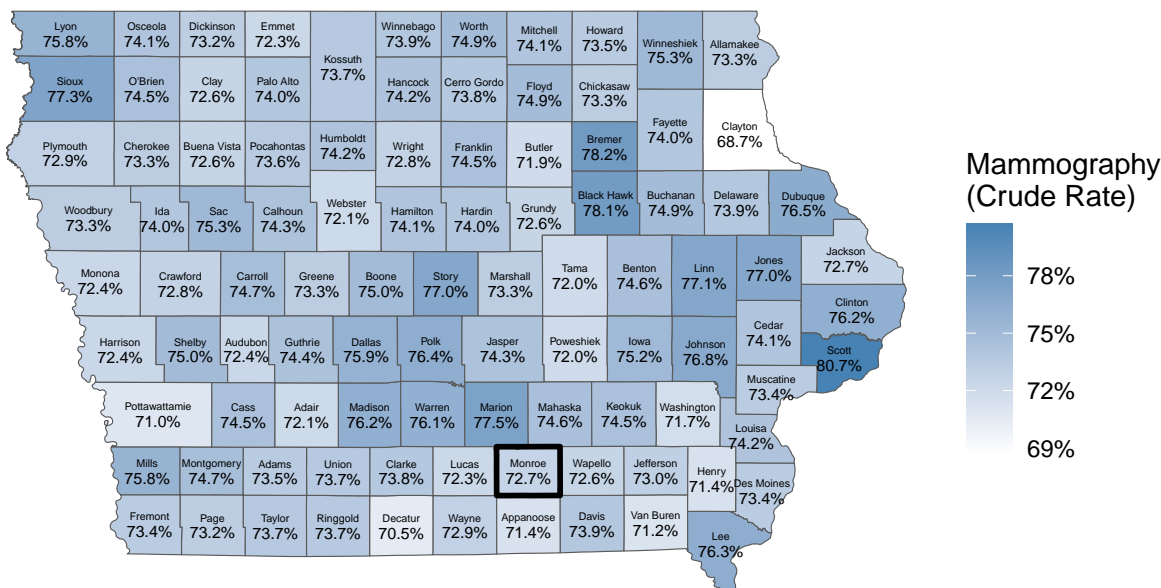 Lyon
75.8%
Osceola
74.1%
Dickinson
73.2%
Emmet
72.3%
Kossuth
73.7%
Winnebago
73.9%
Worth
74.9%
Mitchell
74.1%
Howard
73.5%
Winneshiek
75.3%
Allamakee
73.3%
Sioux
77.3%
O'Brien
74.5%
Clay
72.6%
Palo Alto
74.0%
Hancock
74.2%
Cerro Gordo
73.8%
Floyd
74.9%
Chickasaw
73.3%
Fayette
74.0%
Clayton
68.7%
Plymouth
72.9%
Cherokee
73.3%
Buena Vista
72.6%
Pocahontas
73.6%
Humboldt
74.2%
Wright
72.8%
Franklin
74.5%
Butler
71.9%
Bremer
78.2%
Woodbury
73.3%
Ida
74.0%
Sac
75.3%
Calhoun
74.3%
Webster
72.1%
Hamilton
74.1%
Hardin
74.0%
Grundy
72.6%
Black Hawk
78.1%
Buchanan
74.9%
Delaware
73.9%
Dubuque
76.5%
Monona
72.4%
Crawford
72.8%
Carroll
74.7%
Greene
73.3%
Boone
75.0%
Story
77.0%
Marshall
73.3%
Tama
72.0%
Benton
74.6%
Linn
77.1%
Jones
77.0%
Jackson
72.7%
Clinton
76.2%
Harrison
72.4%
Shelby
75.0%
Audubon
72.4%
Guthrie
74.4%
Dallas
75.9%
Polk
76.4%
Jasper
74.3%
Poweshiek
72.0%
Iowa
75.2%
Johnson
76.8%
Cedar
74.1%
Scott
80.7%
Muscatine
73.4%
Pottawattamie
71.0%
Cass
74.5%
Adair
72.1%
Madison
76.2%
Warren
76.1%
Marion
77.5%
Mahaska
74.6%
Keokuk
74.5%
Washington
71.7%
Louisa
74.2%
Mills
75.8%
Montgomery
74.7%
Adams
73.5%
Union
73.7%
Clarke
73.8%
Lucas
72.3%
Monroe
72.7%
Wapello
72.6%
Jefferson
73.0%
Henry
71.4%
Des Moines
73.4%
Fremont
73.4%
Page
73.2%
Taylor
73.7%
Ringgold
73.7%
Decatur
70.5%
Wayne
72.9%
Appanoose
71.4%
Davis
73.9%
Van Buren
71.2%
Lee
76.3%
Mammography
(Crude Rate)
78%
75%
72%
69%